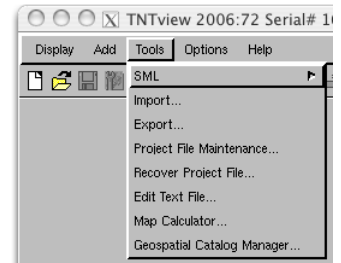 TNTview 2006:72 Serial#
Display Add Tools Options Help
SML
Import...
Export...
Project File Maintenance...
Recover Project File...
Edit Text File...
Map Calculator...
Geospatial Catalog Manager...